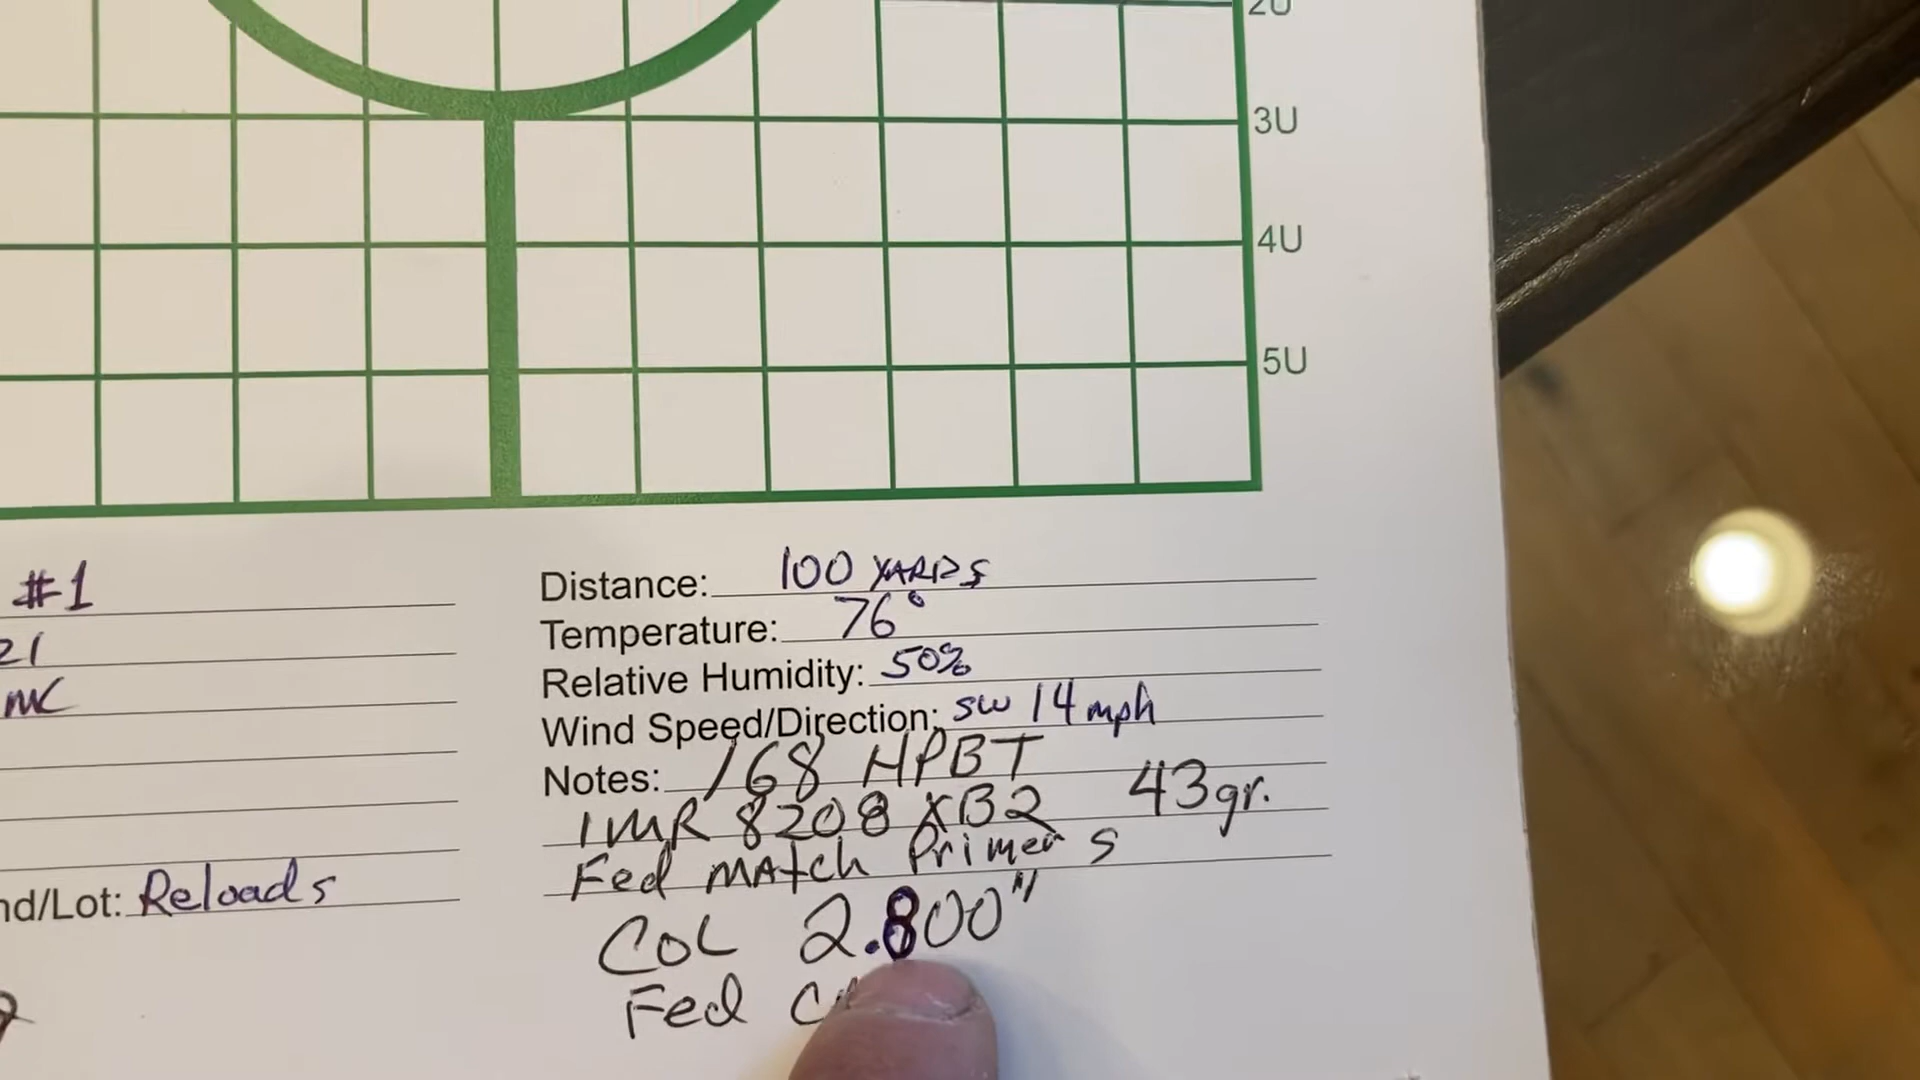 2U
3U
4U
5U
#1
21
Distance: 100 YARDS
Temperature: 76°
Relative Humidity: 50%
Wind Speed/Direction: SW 14 mph
Notes: 168 HPBT
IMR 8208 XBR 43gr.
Fed MAtch Primers
nd/Lot: Reloads
COL 2.800"
Fed